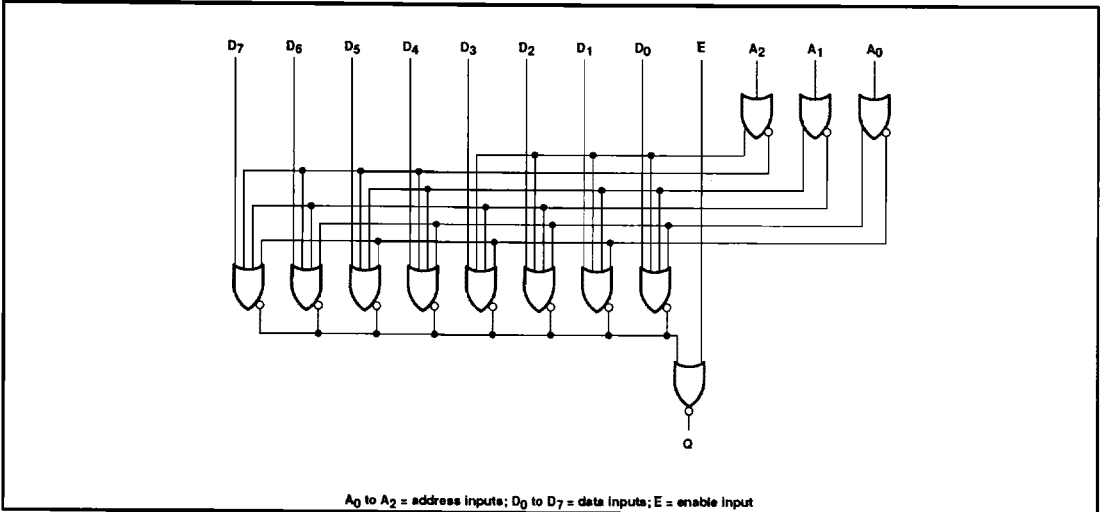 D7 D6 D5 D4 D3 D2 D1 D0 E A2 A1 A0
Q
A0 to A2 = address inputs; D0 to D7 = data inputs; E = enable input